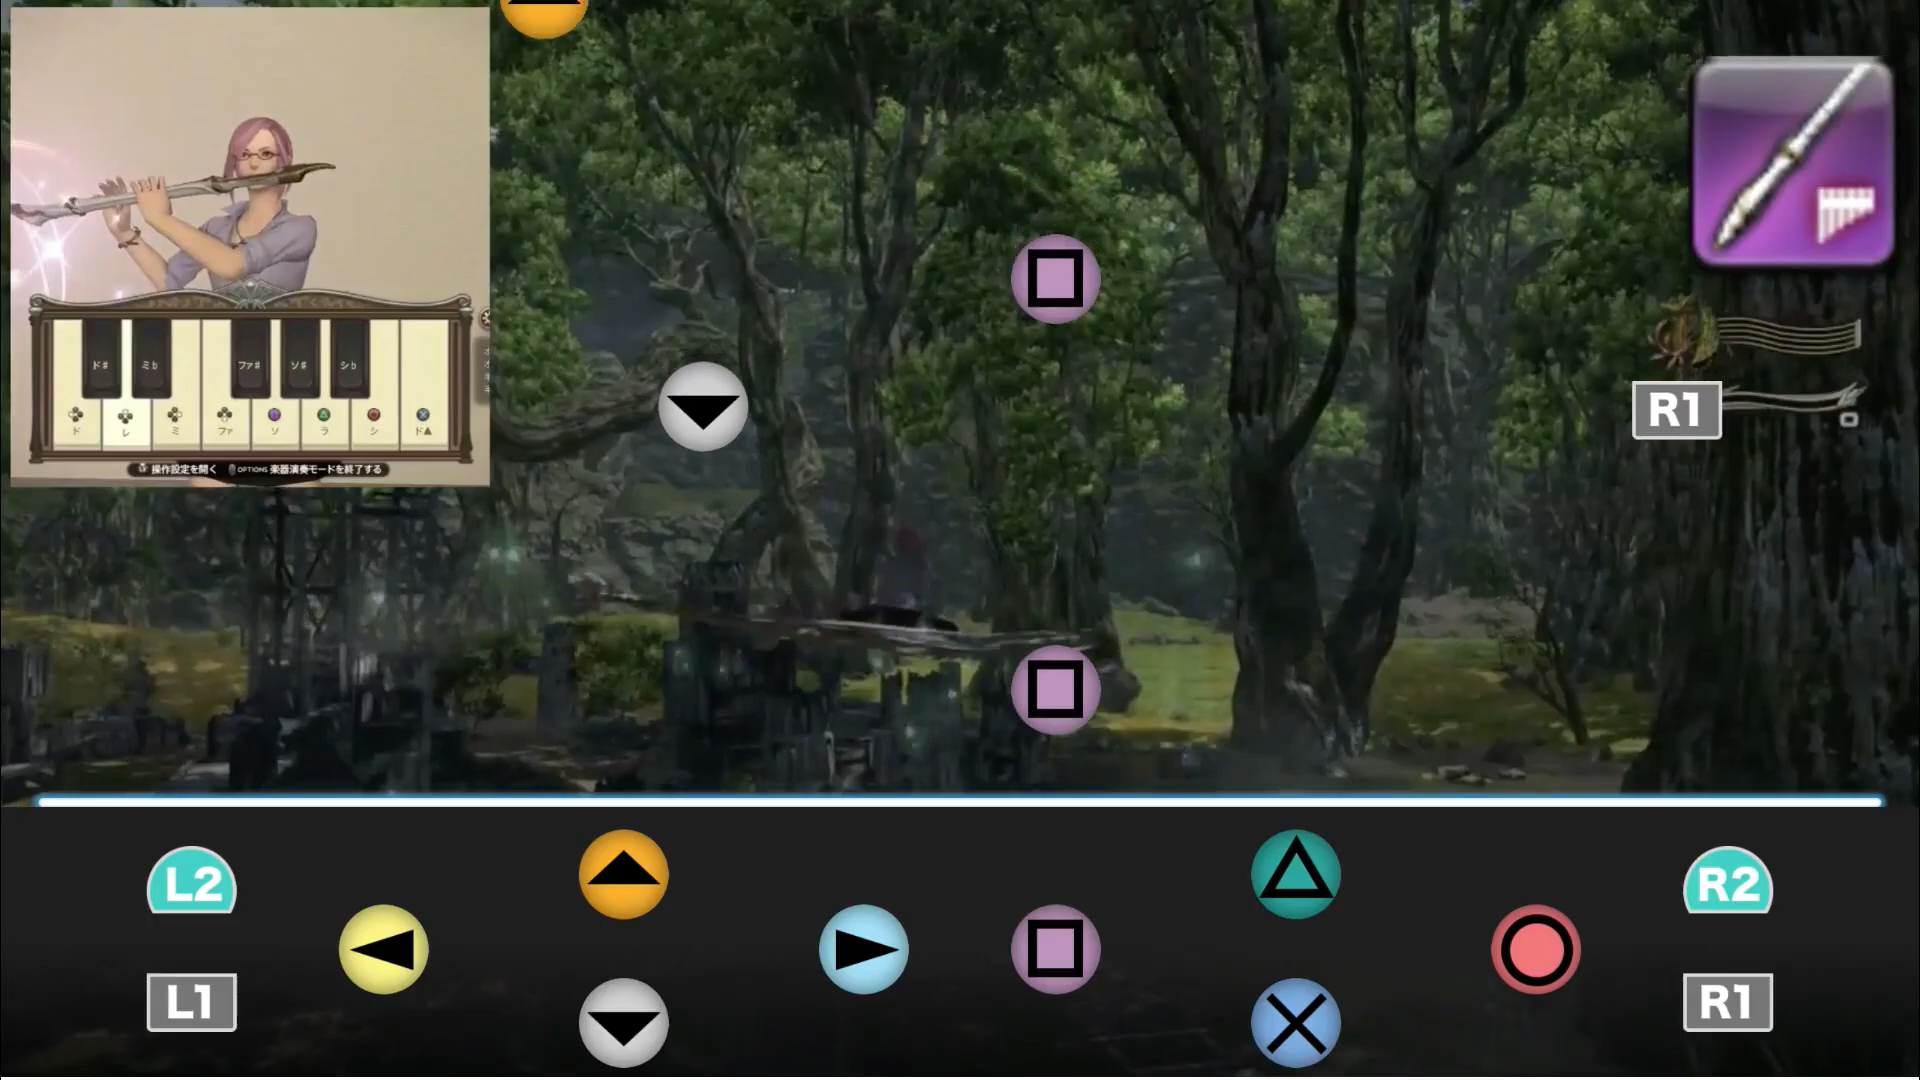 ド♯ ミ♭ ファ♯ ソ♯ シ♭
ド レ ミ ファ ソ ラ シ ド▲
操作設定を開く OPTIONS 楽器演奏モードを終了する
R1
L2 R2
L1 R1